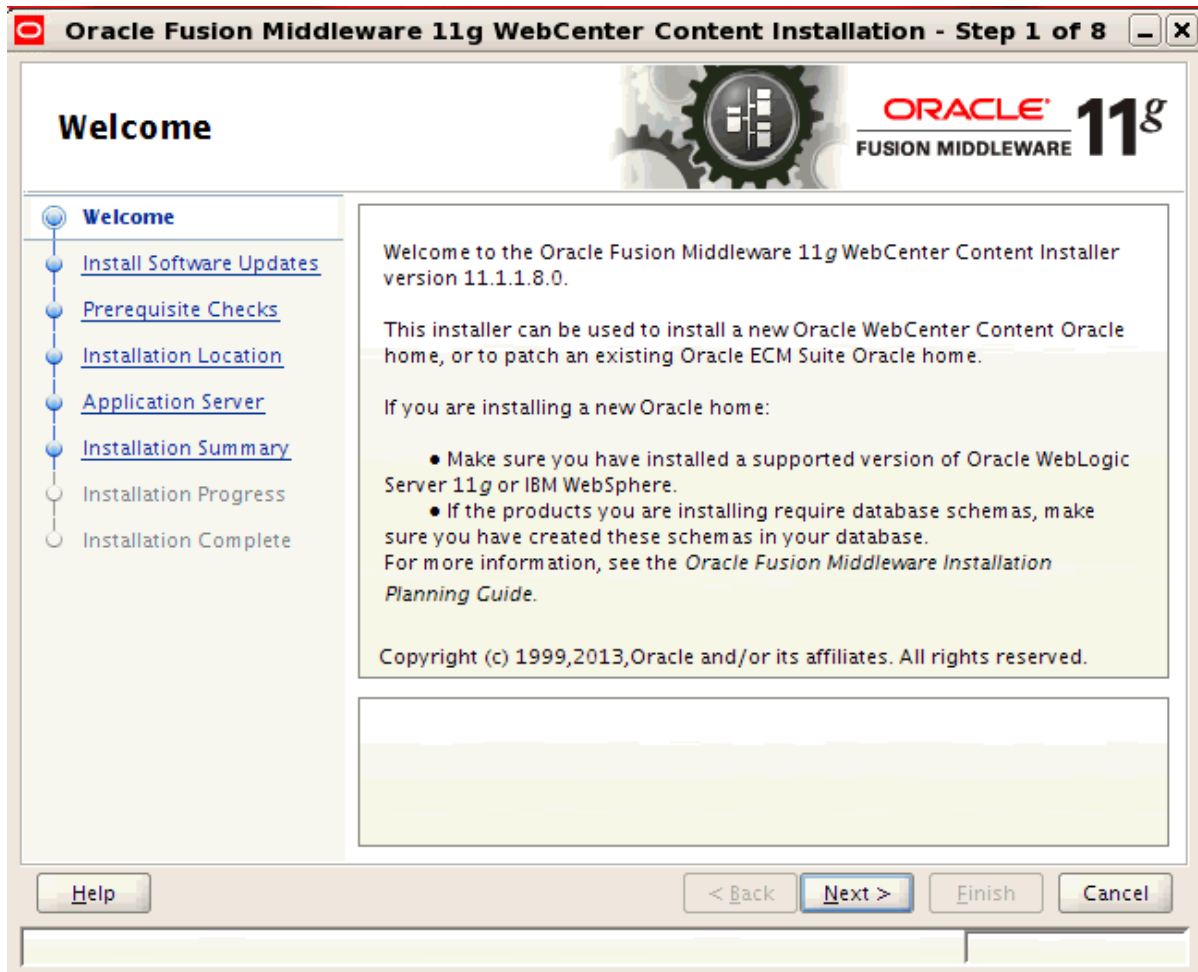 Oracle Fusion Middleware 11g WebCenter Content Installation - Step 1 of 8
Welcome
ORACLE
FUSION MIDDLEWARE
11g
Welcome
Install Software Updates
Prerequisite Checks
Installation Location
Application Server
Installation Summary
Installation Progress
Installation Complete
Welcome to the Oracle Fusion Middleware 11g WebCenter Content Installer
version 11.1.1.8.0.
This installer can be used to install a new Oracle WebCenter Content Oracle
home, or to patch an existing Oracle ECM Suite Oracle home.
If you are installing a new Oracle home:
● Make sure you have installed a supported version of Oracle WebLogic
Server 11g or IBM WebSphere.
● If the products you are installing require database schemas, make
sure you have created these schemas in your database.
For more information, see the Oracle Fusion Middleware Installation
Planning Guide.
Copyright (c) 1999,2013,Oracle and/or its affiliates. All rights reserved.
Help
< Back
Next >
Finish
Cancel